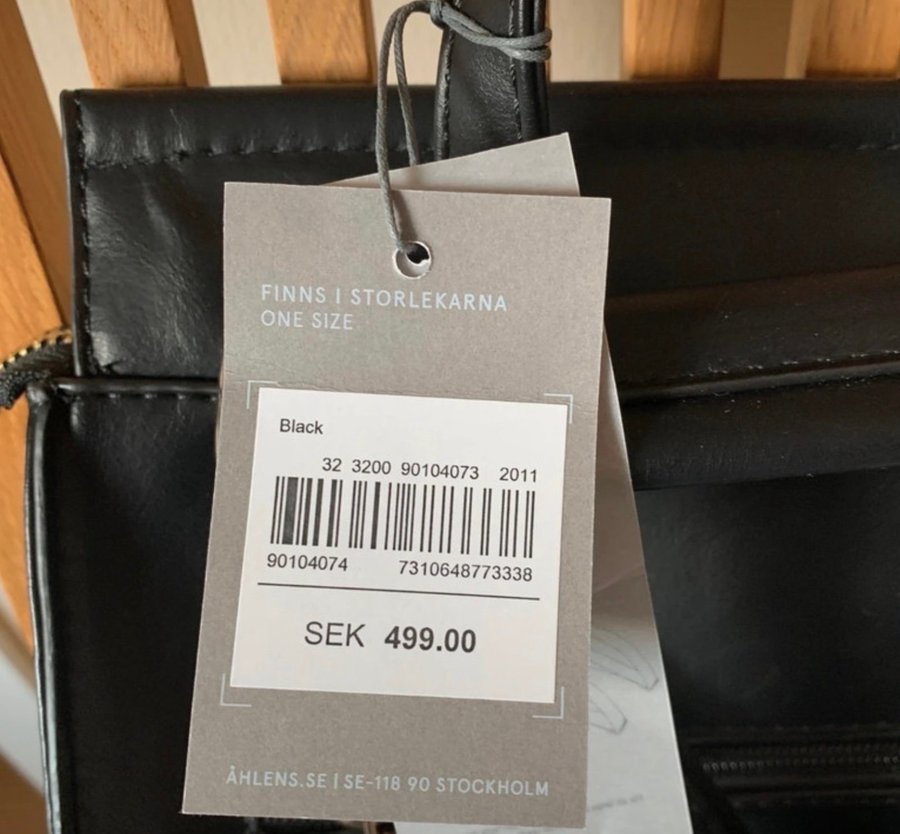 FINNS I STORLEKARNA
ONE SIZE
Black
32 3200 90104073 2011
90104074 7310648773338
SEK 499.00
ÅHLENS.SE | SE-118 90 STOCKHOLM